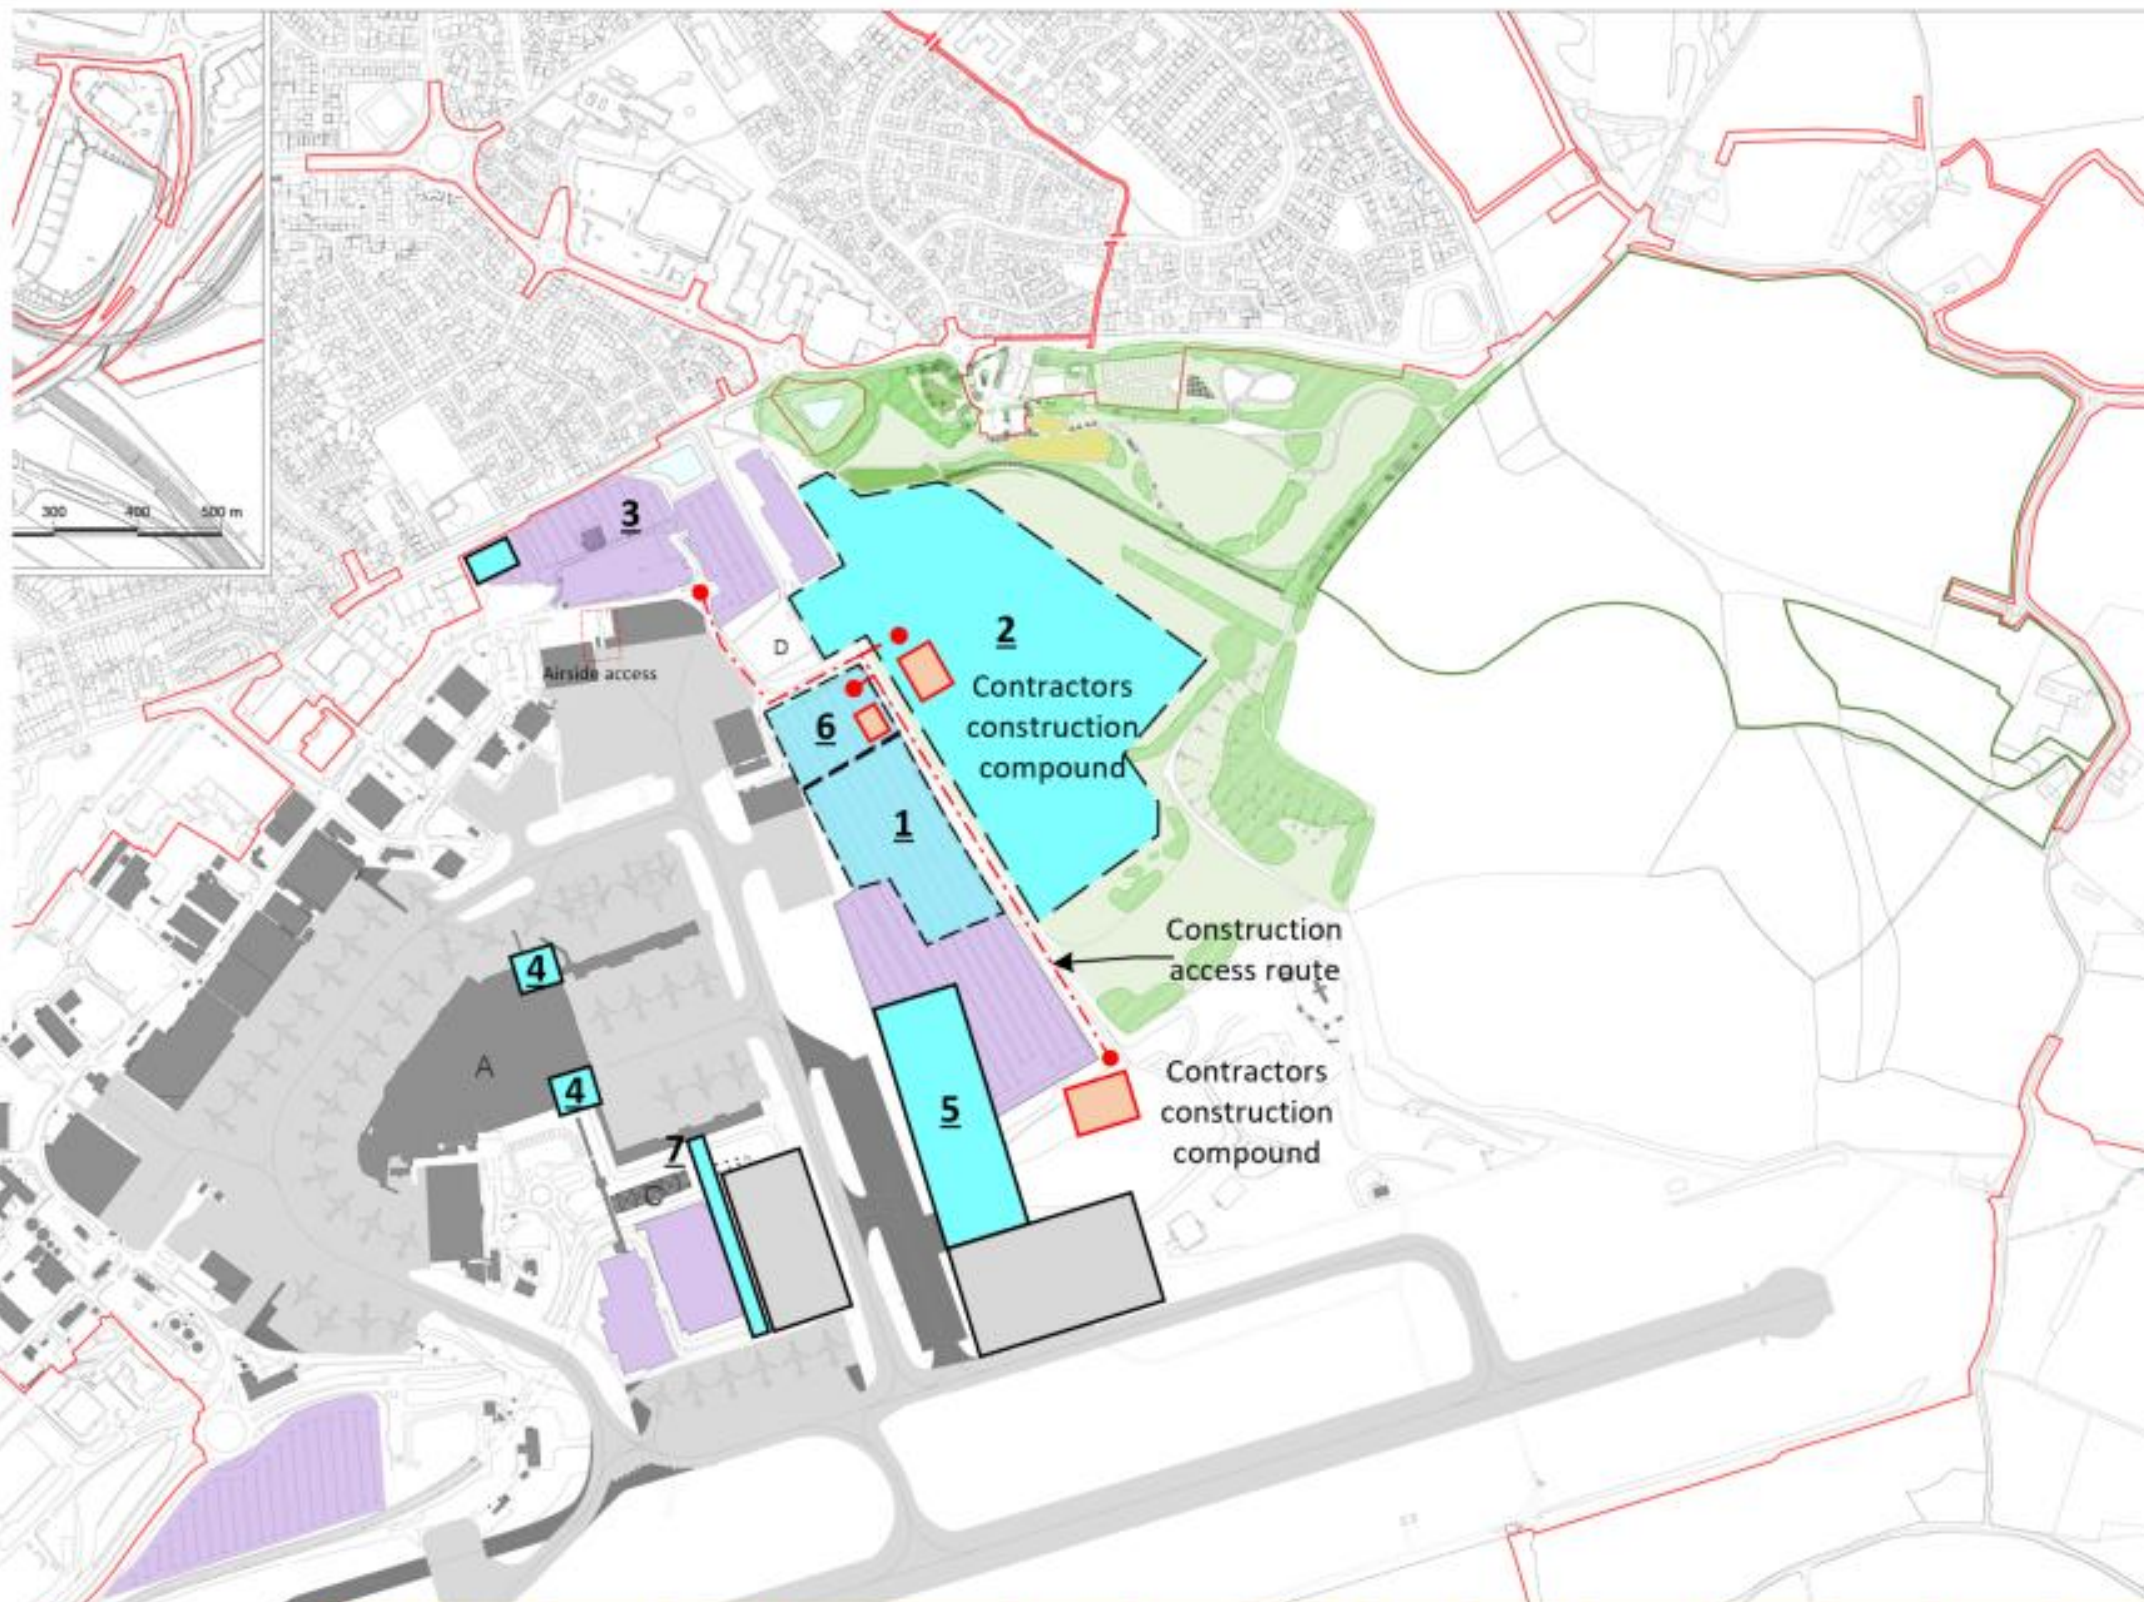 3
300 400 500 m
2
D
Airside access
Contractors
construction
compound
6
1
Construction
access route
4
A
4
5
Contractors
construction
compound
7
C